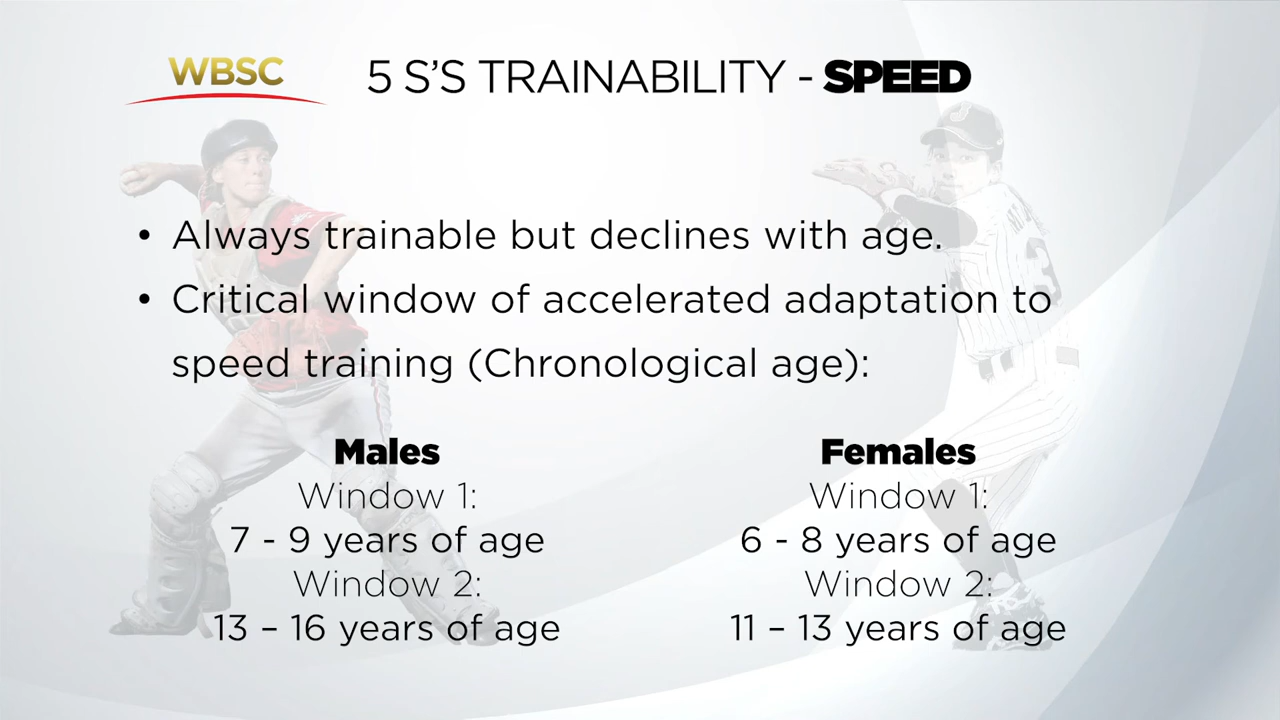 WBSC
5 S'S TRAINABILITY - SPEED
• Always trainable but declines with age.
• Critical window of accelerated adaptation to
speed training (Chronological age):
Males
Window 1:
7 - 9 years of age
Window 2:
13 – 16 years of age
Females
Window 1:
6 - 8 years of age
Window 2:
11 – 13 years of age